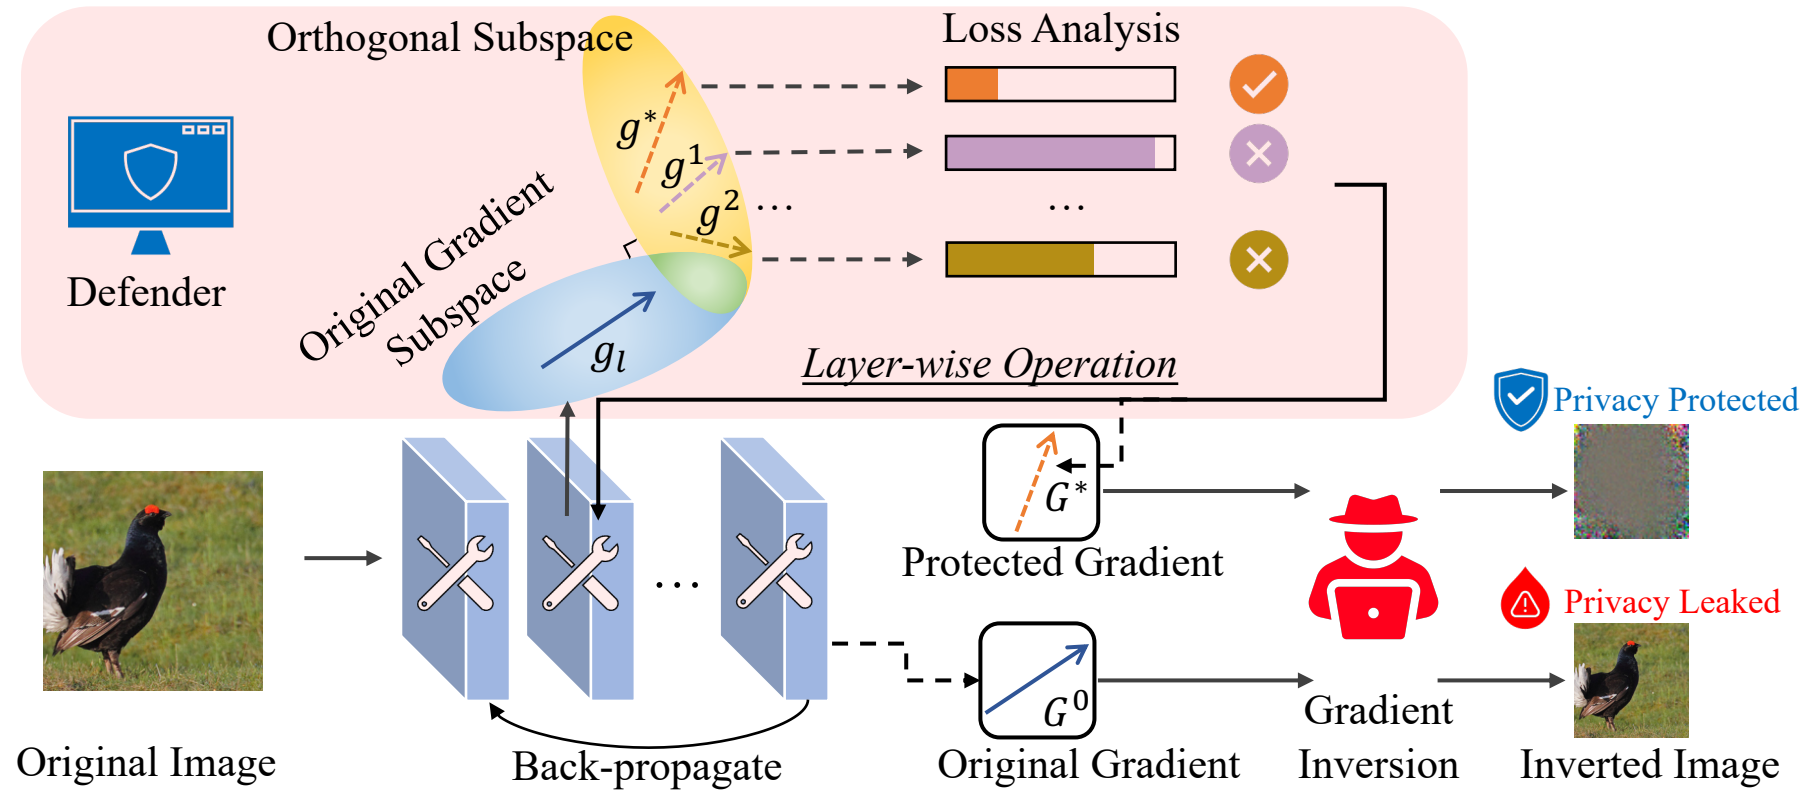 Orthogonal Subspace
Loss Analysis
g*
g¹
g²
...
...
Defender
Original Gradient
Subspace
g_l
Layer-wise Operation
Privacy Protected
G*
Protected Gradient
...
Privacy Leaked
G⁰
Original Image
Back-propagate
Original Gradient
Gradient
Inversion
Inverted Image